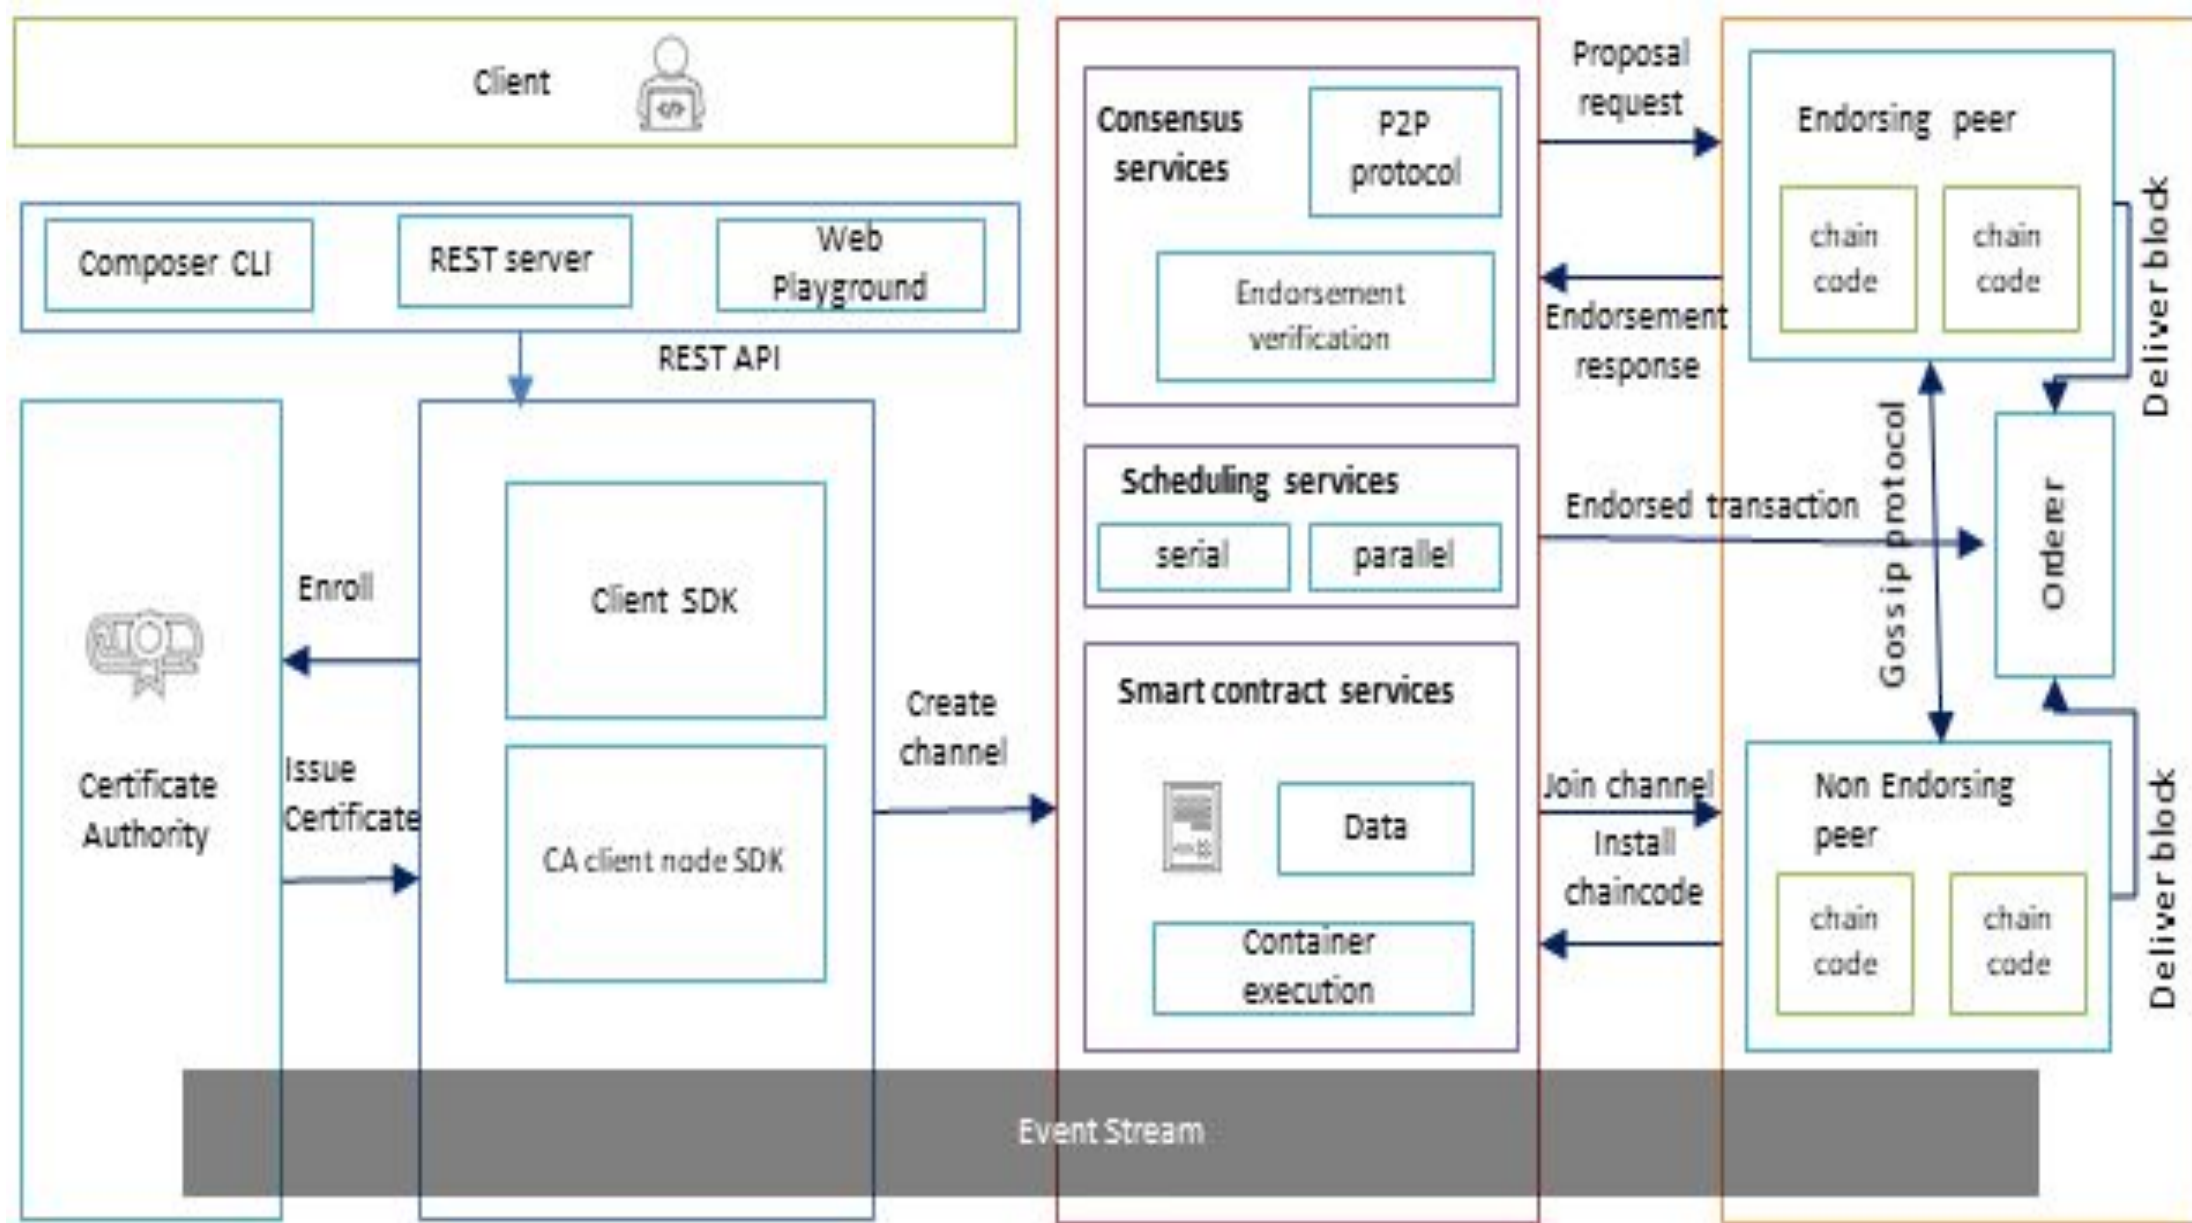 Client
</>
Composer CLI
REST server
Web
Playground
REST API
Certificate
Authority
Enroll
Issue
Certificate
Client SDK
CA client node SDK
Create
channel
Consensus
services
P2P
protocol
Endorsement
verification
Scheduling services
serial
parallel
Smart contract services
Data
Container
execution
Proposal
request
Endorsement
response
Endorsed transaction
Join channel
Install
chaincode
Endorsing peer
chain
code
chain
code
Deliver block
Gossip protocol
Orderer
Non Endorsing
peer
chain
code
chain
code
Deliver block
Event Stream